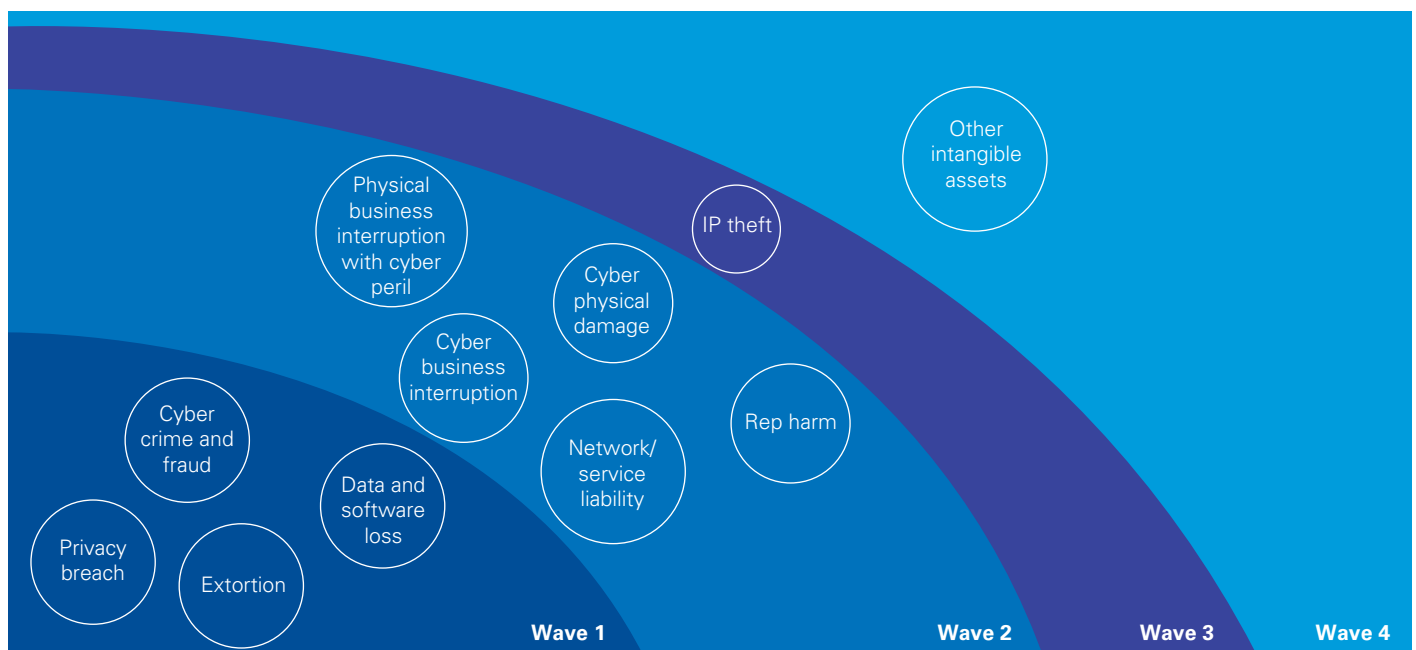 Other
intangible
assets
Physical
business
interruption
with cyber
peril
IP theft
Cyber
physical
damage
Cyber
business
interruption
Rep harm
Cyber
crime and
fraud
Network/
service
liability
Data and
software
loss
Privacy
breach
Extortion
Wave 1
Wave 2
Wave 3
Wave 4